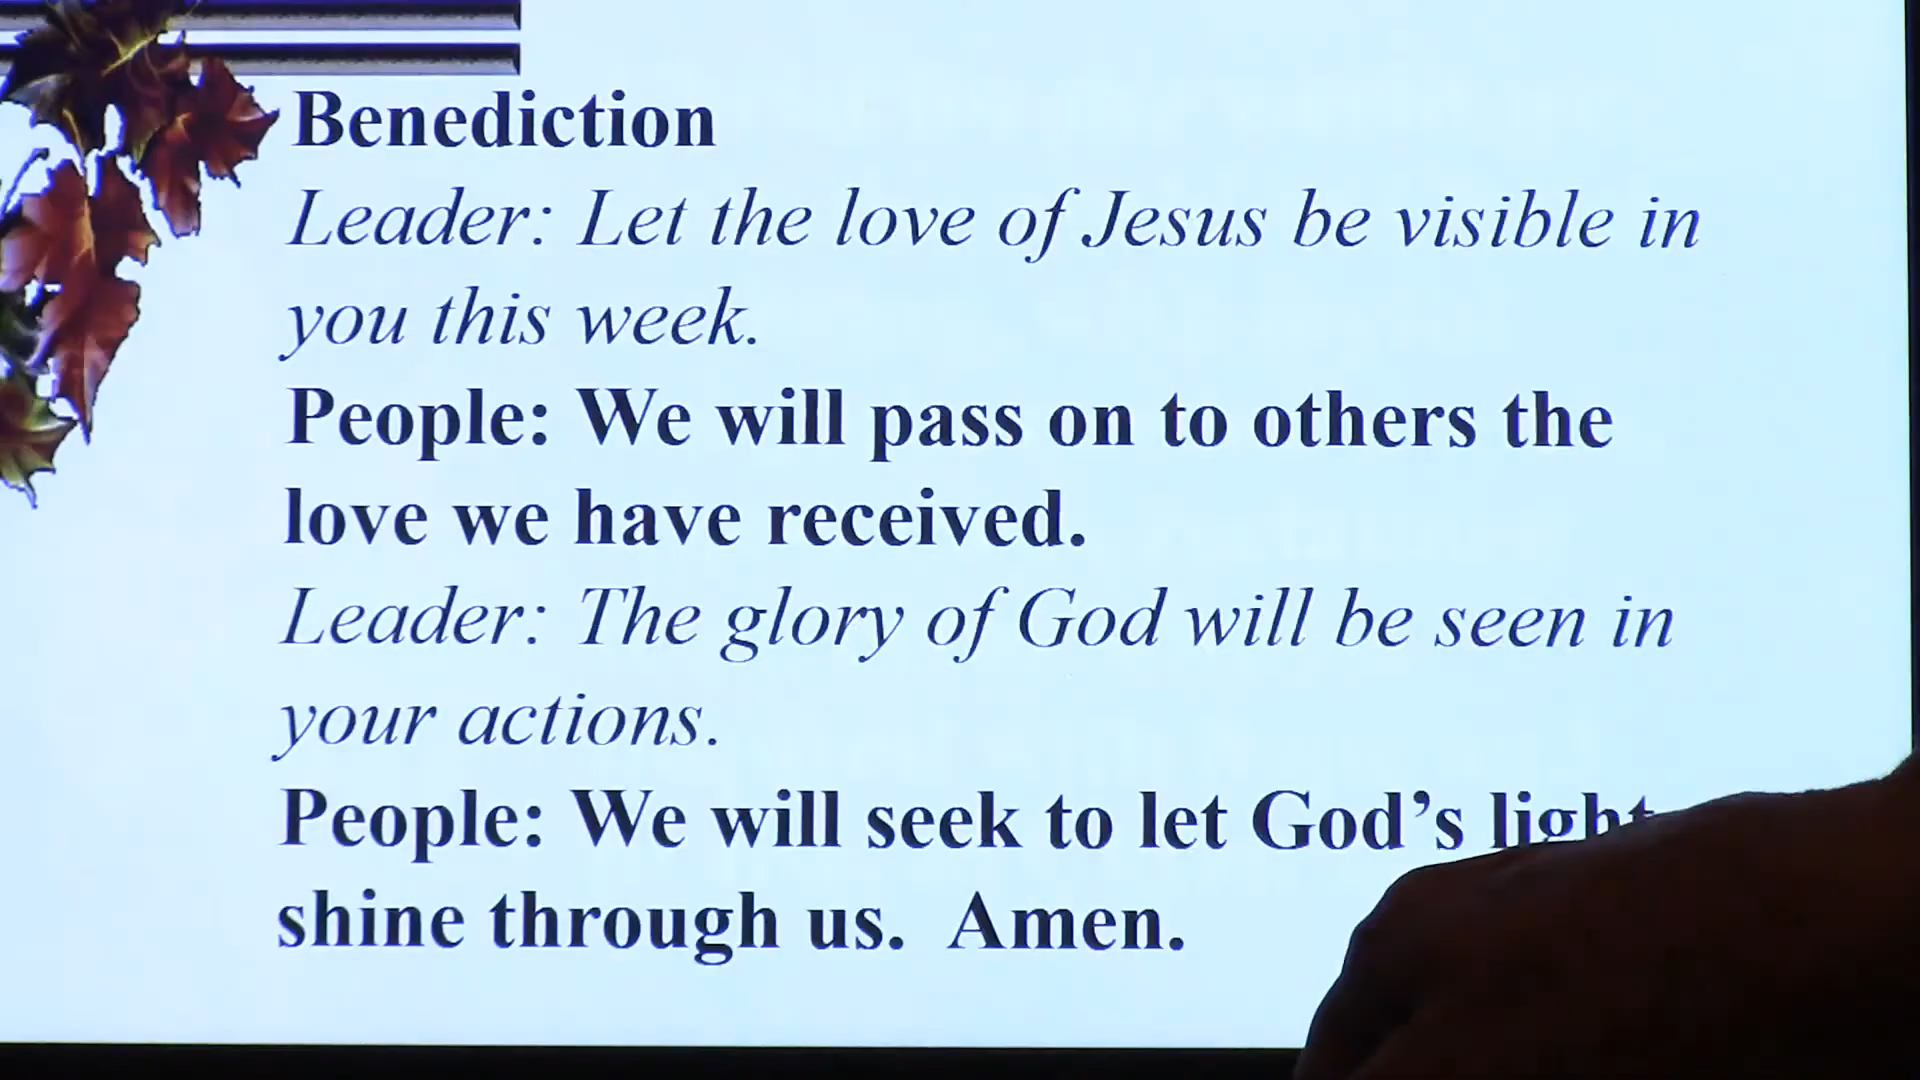 Benediction
Leader: Let the love of Jesus be visible in
you this week.
People: We will pass on to others the
love we have received.
Leader: The glory of God will be seen in
your actions.
People: We will seek to let God’s light
shine through us.  Amen.